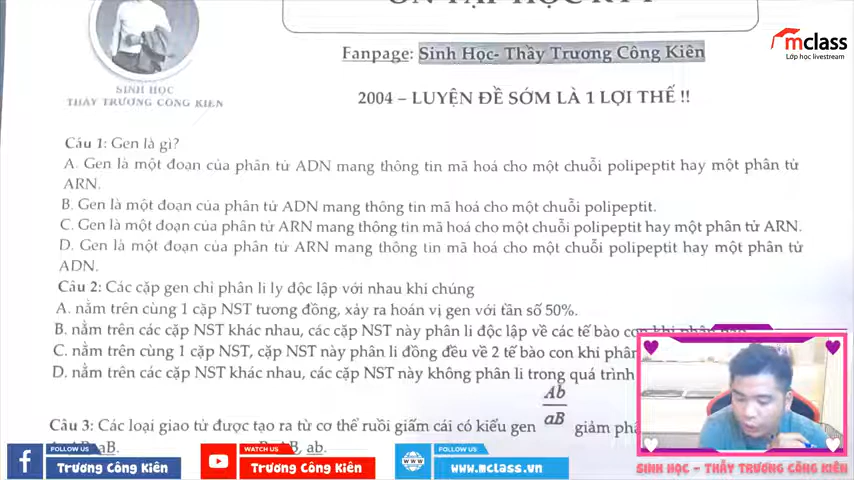 ÔN TẬP HỌC KỲ I
Fanpage: Sinh Học- Thầy Trương Công Kiên
mclass
Lớp học livestream
SINH HỌC
THẦY TRƯƠNG CÔNG KIÊN
2004 – LUYỆN ĐỀ SỚM LÀ 1 LỢI THẾ !!
Câu 1: Gen là gì?
A. Gen là một đoạn của phân tử ADN mang thông tin mã hoá cho một chuỗi polipeptit hay một phân tử
ARN.
B. Gen là một đoạn của phân tử ADN mang thông tin mã hoá cho một chuỗi polipeptit.
C. Gen là một đoạn của phân tử ARN mang thông tin mã hoá cho một chuỗi polipeptit hay một phân tử ARN.
D. Gen là một đoạn của phân tử ARN mang thông tin mã hoá cho một chuỗi polipeptit hay một phân tử
ADN.
Câu 2: Các cặp gen chỉ phân li ly độc lập với nhau khi chúng
A. nằm trên cùng 1 cặp NST tương đồng, xảy ra hoán vị gen với tần số 50%.
B. nằm trên các cặp NST khác nhau, các cặp NST này phân li độc lập về các tế bào con khi phân bào.
C. nằm trên cùng 1 cặp NST, cặp NST này phân li đồng đều về 2 tế bào con khi phân
D. nằm trên các cặp NST khác nhau, các cặp NST này không phân li trong quá trình
Ab
Câu 3: Các loại giao tử được tạo ra từ cơ thể ruồi giấm cái có kiểu gen aB giảm
aB. AB, ab.
FOLLOW US
Trương Công Kiên
WATCH US
Trương Công Kiên
FOLLOW US
www.mclass.vn
SINH HỌC - THẦY TRƯƠNG CÔNG KIÊN